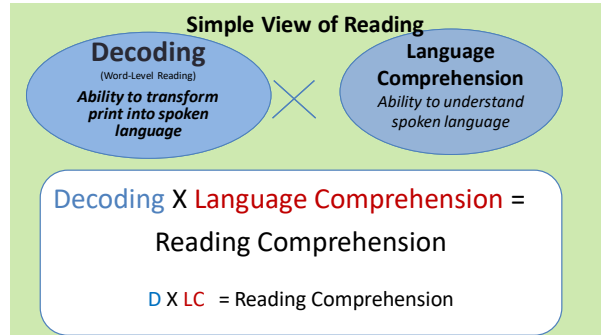 Simple View of Reading
Decoding
(Word-Level Reading)
Ability to transform
print into spoken
language
Language
Comprehension
Ability to understand
spoken language
Decoding X Language Comprehension =
Reading Comprehension
D X LC = Reading Comprehension